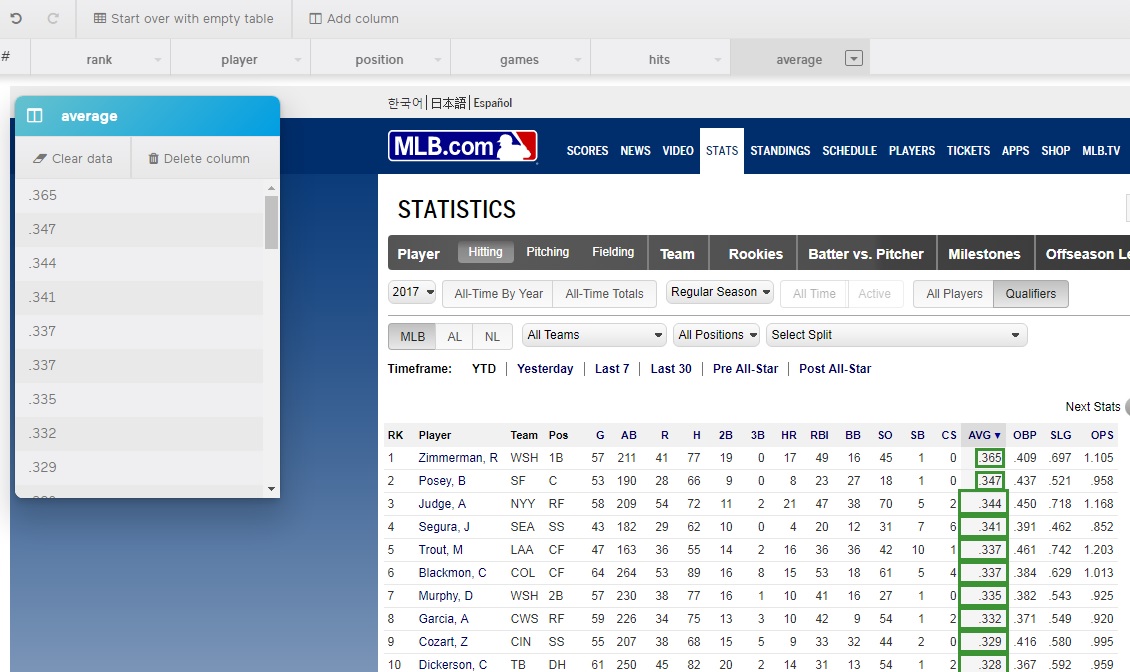 Start over with empty table Add column
# rank player position games hits average
average
Clear data Delete column
.365
.347
.344
.341
.337
.337
.335
.332
.329
한국어 日本語 Español
MLB.com SCORES NEWS VIDEO STATS STANDINGS SCHEDULE PLAYERS TICKETS APPS SHOP MLB.TV
STATISTICS
Player Hitting Pitching Fielding Team Rookies Batter vs. Pitcher Milestones Offseason Le
2017 All-Time By Year All-Time Totals Regular Season All Time Active All Players Qualifiers
MLB AL NL All Teams All Positions Select Split
Timeframe: YTD Yesterday Last 7 Last 30 Pre All-Star Post All-Star
Next Stats
RK Player Team Pos G AB R H 2B 3B HR RBI BB SO SB CS AVG▼ OBP SLG OPS
1 Zimmerman, R WSH 1B 57 211 41 77 19 0 17 49 16 45 1 0 .365 .409 .697 1.105
2 Posey, B SF C 53 190 28 66 9 0 8 23 27 18 1 0 .347 .437 .521 .958
3 Judge, A NYY RF 58 209 54 72 11 2 21 47 38 70 5 2 .344 .450 .718 1.168
4 Segura, J SEA SS 43 182 29 62 10 0 4 20 12 31 7 6 .341 .391 .462 .852
5 Trout, M LAA CF 47 163 36 55 14 2 16 36 36 42 10 1 .337 .461 .742 1.203
6 Blackmon, C COL CF 64 264 53 89 16 8 15 53 18 61 5 4 .337 .384 .629 1.013
7 Murphy, D WSH 2B 57 230 38 77 16 1 10 41 16 27 1 0 .335 .382 .543 .925
8 Garcia, A CWS RF 59 226 34 75 13 3 10 42 9 54 1 2 .332 .371 .549 .920
9 Cozart, Z CIN SS 55 207 38 68 15 5 9 33 32 44 2 0 .329 .416 .580 .995
10 Dickerson, C TB DH 61 250 45 82 20 2 14 31 13 54 1 2 .328 .367 .592 .959